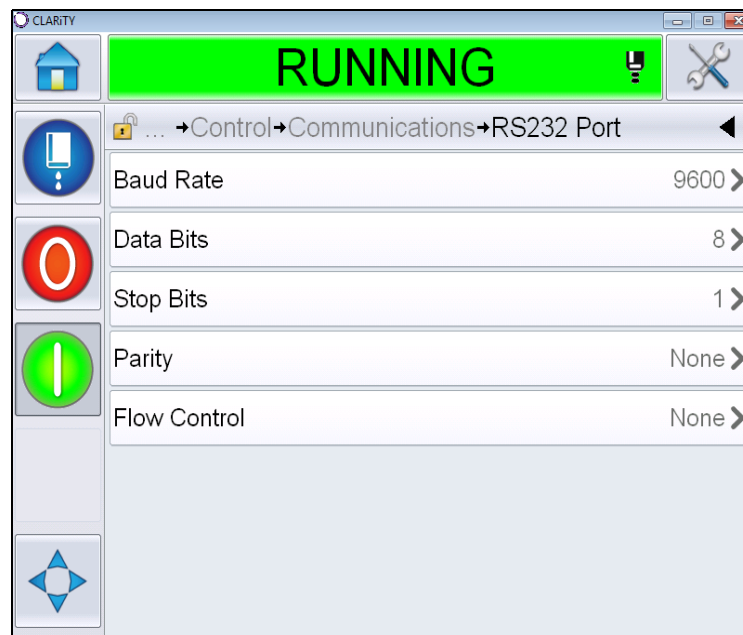 CLARiTY
RUNNING
... →Control→Communications→RS232 Port
Baud Rate 9600
Data Bits 8
Stop Bits 1
Parity None
Flow Control None